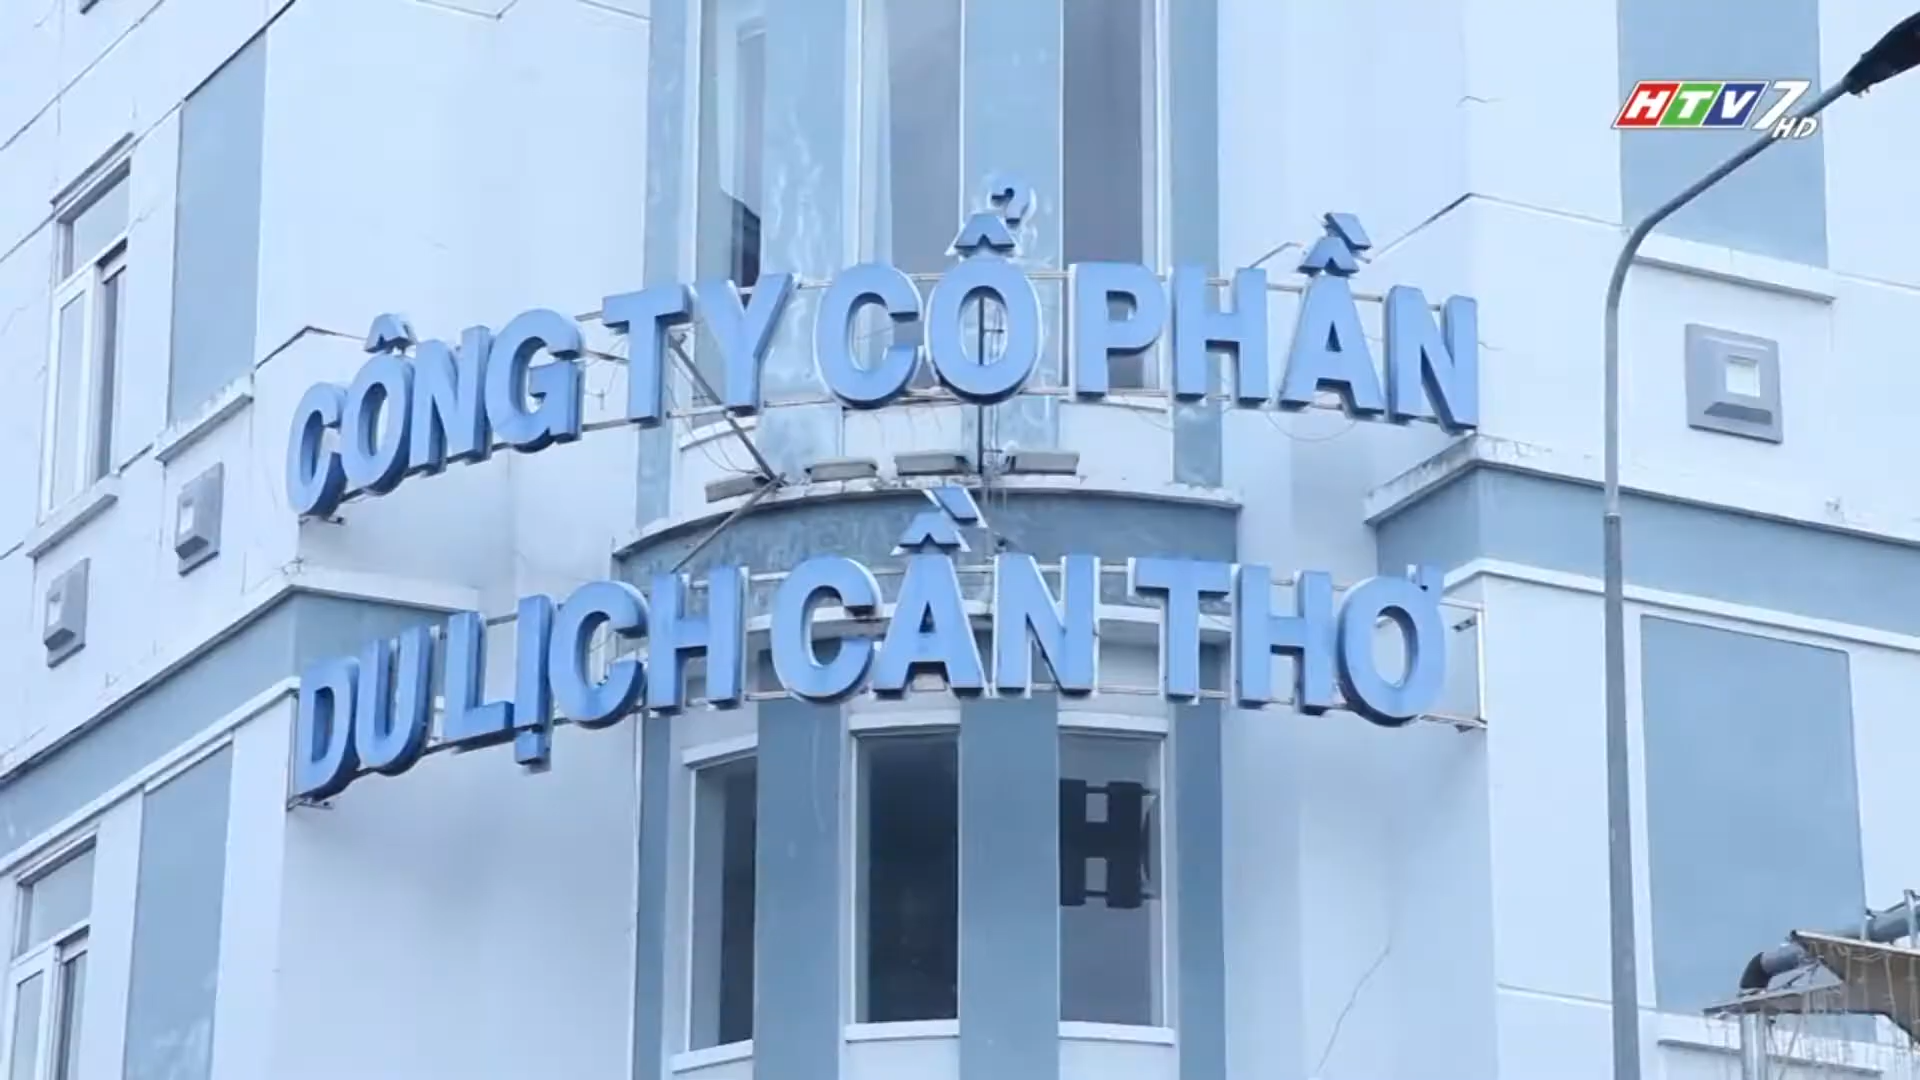 HTV7
HD
CÔNG TY CỔ PHẦN
DU LỊCH CẦN THƠ
H